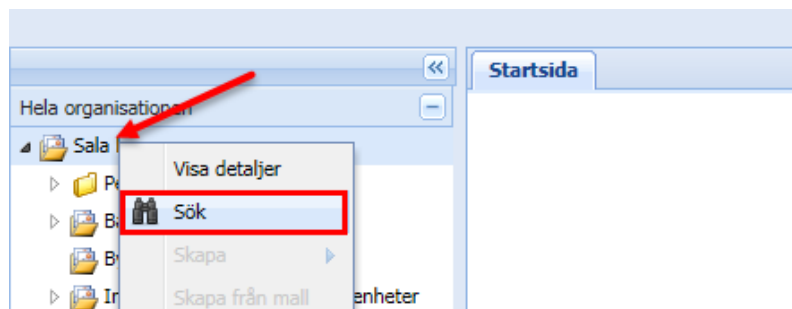 Startsida
Hela organisationen
Sala
Visa detaljer
Sök
Skapa
Skapa från mall
enheter